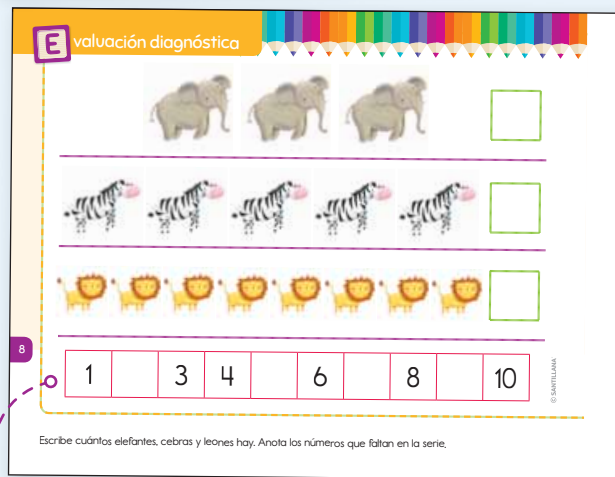 Evaluación diagnóstica
8
1 3 4 6 8 10
© SANTILLANA
Escribe cuántos elefantes, cebras y leones hay. Anota los números que faltan en la serie.